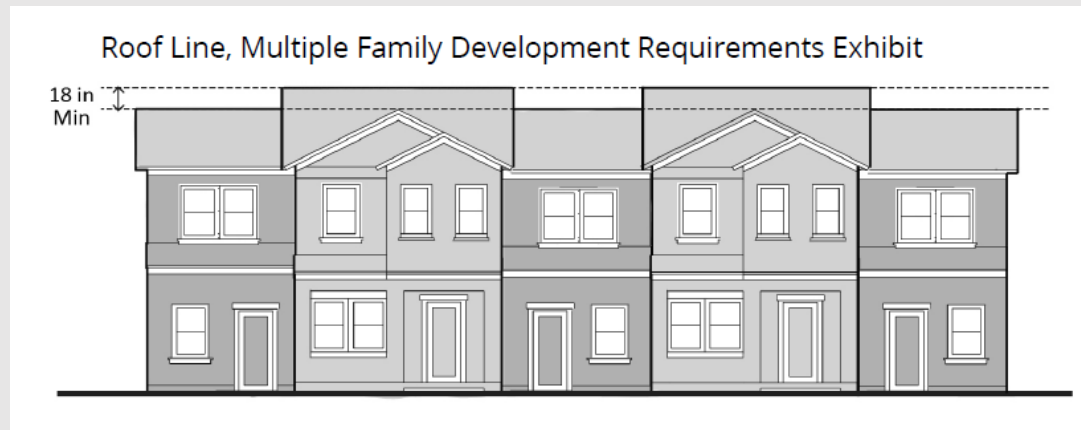 Roof Line, Multiple Family Development Requirements Exhibit
18 in
Min